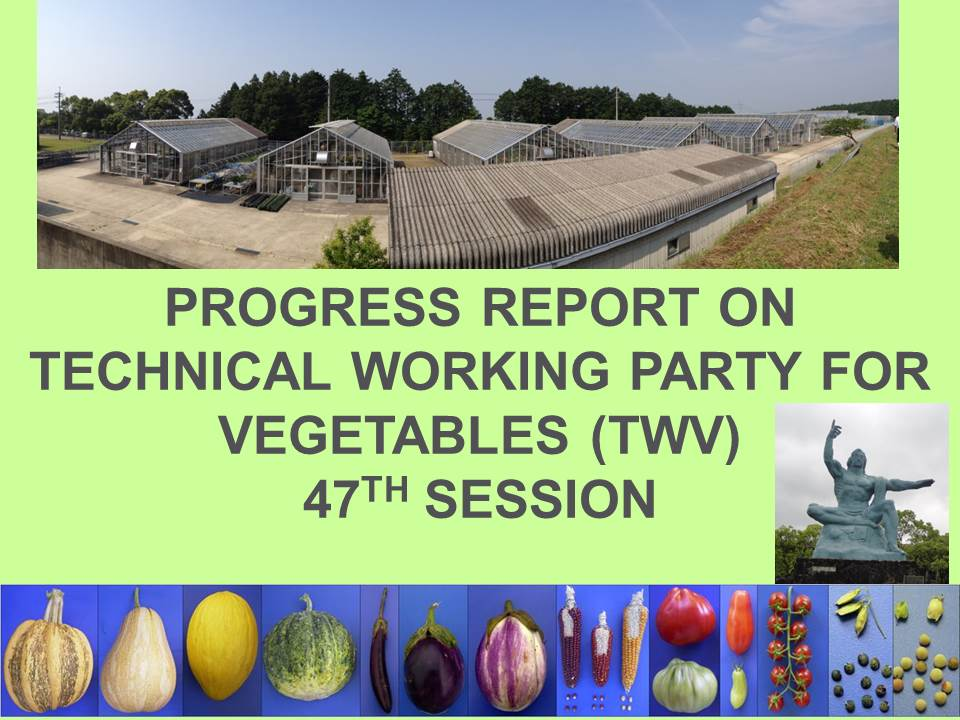 PROGRESS REPORT ON
TECHNICAL WORKING PARTY FOR
VEGETABLES (TWV)
47TH SESSION